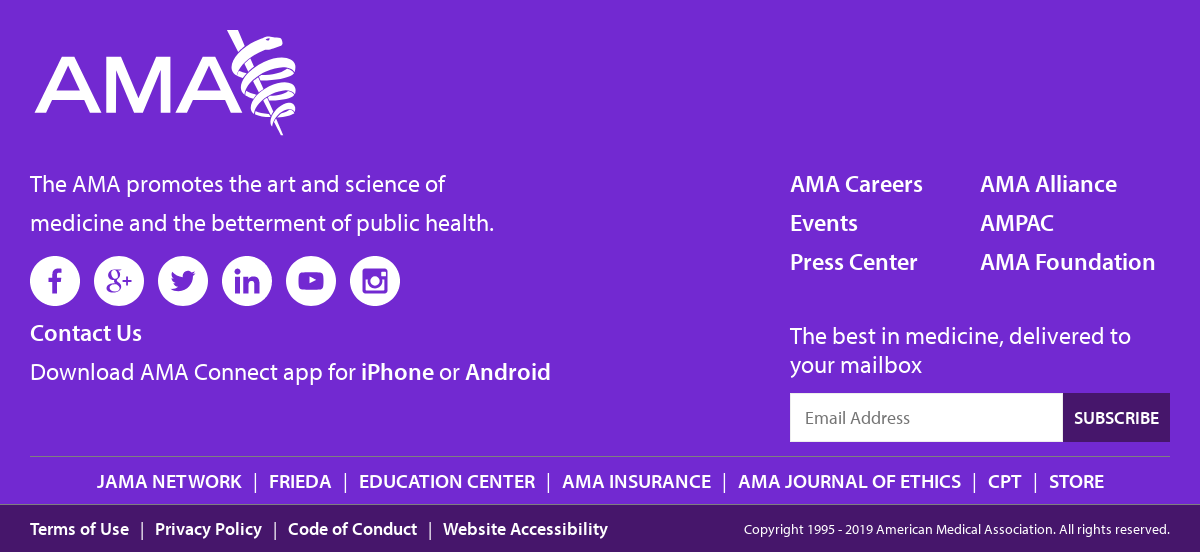 AMA
The AMA promotes the art and science of
medicine and the betterment of public health.
Contact Us
Download AMA Connect app for iPhone or Android
AMA Careers
Events
Press Center
AMA Alliance
AMPAC
AMA Foundation
The best in medicine, delivered to
your mailbox
Email Address
SUBSCRIBE
JAMA NETWORK | FRIEDA | EDUCATION CENTER | AMA INSURANCE | AMA JOURNAL OF ETHICS | CPT | STORE
Terms of Use | Privacy Policy | Code of Conduct | Website Accessibility
Copyright 1995 - 2019 American Medical Association. All rights reserved.